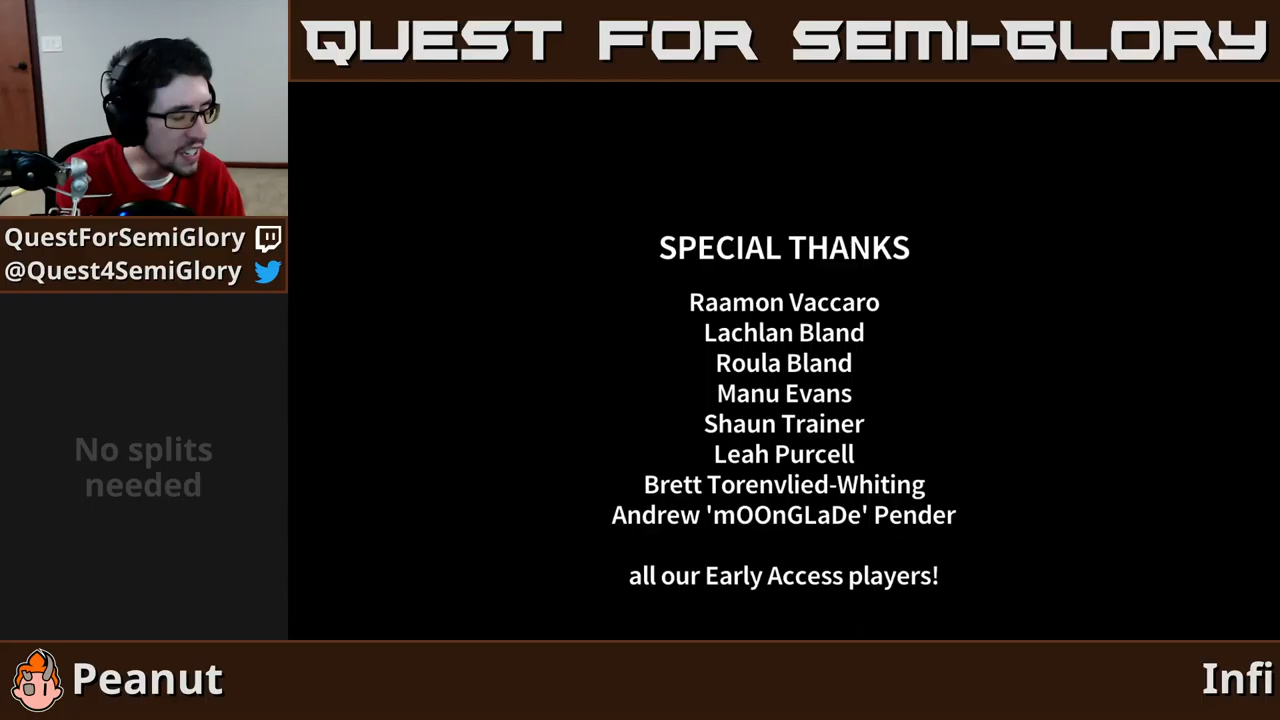 QUEST FOR SEMI-GLORY
QuestForSemiGlory
@Quest4SemiGlory
No splits
needed
SPECIAL THANKS
Raamon Vaccaro
Lachlan Bland
Roula Bland
Manu Evans
Shaun Trainer
Leah Purcell
Brett Torenvlied-Whiting
Andrew 'mOOnGLaDe' Pender
all our Early Access players!
Peanut
Infi